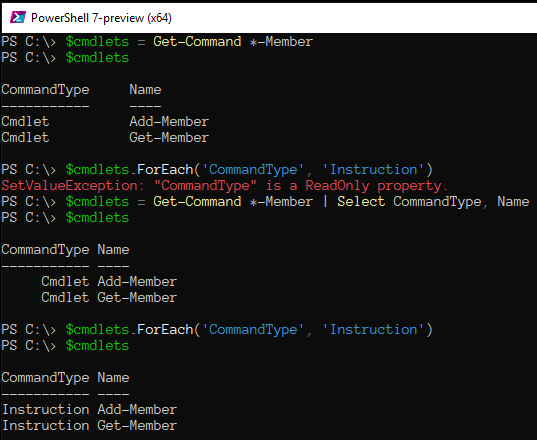 PowerShell 7-preview (x64)
PS C:\> $cmdlets = Get-Command *-Member
PS C:\> $cmdlets
CommandType     Name
-----------     ----
Cmdlet          Add-Member
Cmdlet          Get-Member
PS C:\> $cmdlets.ForEach('CommandType', 'Instruction')
SetValueException: "CommandType" is a ReadOnly property.
PS C:\> $cmdlets = Get-Command *-Member | Select CommandType, Name
PS C:\> $cmdlets
CommandType Name
----------- ----
     Cmdlet Add-Member
     Cmdlet Get-Member
PS C:\> $cmdlets.ForEach('CommandType', 'Instruction')
PS C:\> $cmdlets
CommandType Name
----------- ----
Instruction Add-Member
Instruction Get-Member